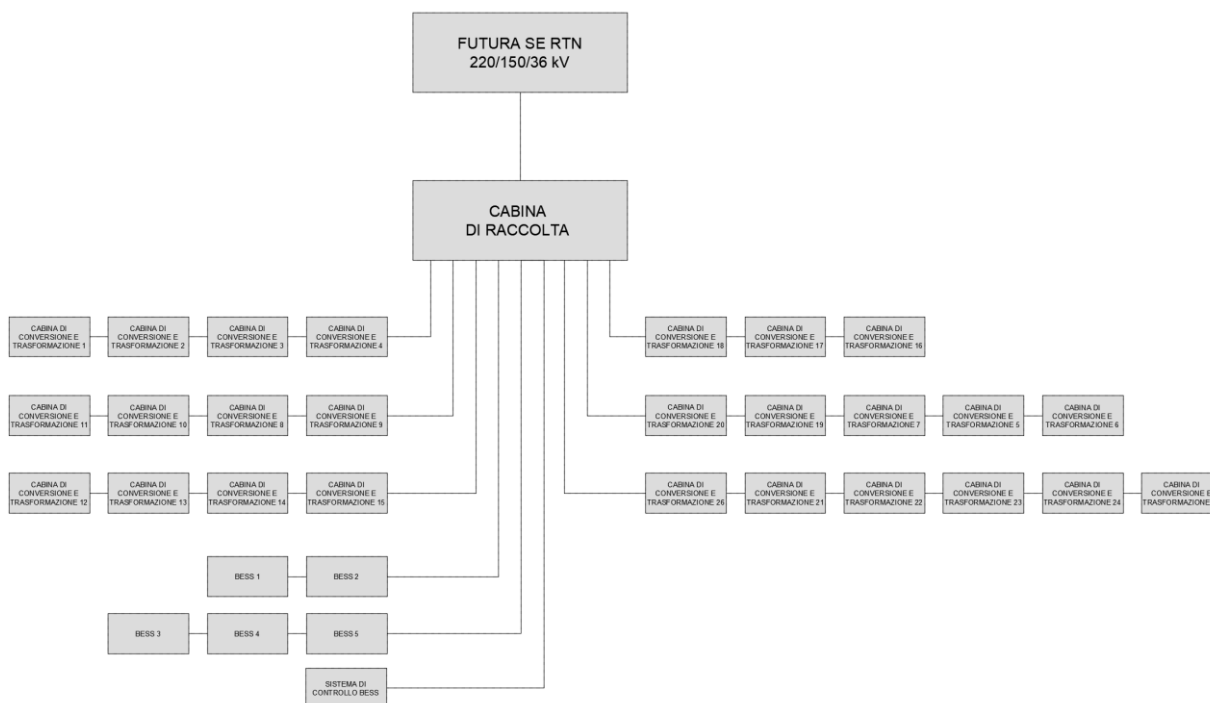 FUTURA SE RTN
220/150/36 kV
CABINA
DI RACCOLTA
CABINA DI
CONVERSIONE E
TRASFORMAZIONE 1
CABINA DI
CONVERSIONE E
TRASFORMAZIONE 2
CABINA DI
CONVERSIONE E
TRASFORMAZIONE 3
CABINA DI
CONVERSIONE E
TRASFORMAZIONE 4
CABINA DI
CONVERSIONE E
TRASFORMAZIONE 18
CABINA DI
CONVERSIONE E
TRASFORMAZIONE 17
CABINA DI
CONVERSIONE E
TRASFORMAZIONE 16
CABINA DI
CONVERSIONE E
TRASFORMAZIONE 11
CABINA DI
CONVERSIONE E
TRASFORMAZIONE 10
CABINA DI
CONVERSIONE E
TRASFORMAZIONE 8
CABINA DI
CONVERSIONE E
TRASFORMAZIONE 9
CABINA DI
CONVERSIONE E
TRASFORMAZIONE 20
CABINA DI
CONVERSIONE E
TRASFORMAZIONE 19
CABINA DI
CONVERSIONE E
TRASFORMAZIONE 7
CABINA DI
CONVERSIONE E
TRASFORMAZIONE 5
CABINA DI
CONVERSIONE E
TRASFORMAZIONE 6
CABINA DI
CONVERSIONE E
TRASFORMAZIONE 12
CABINA DI
CONVERSIONE E
TRASFORMAZIONE 13
CABINA DI
CONVERSIONE E
TRASFORMAZIONE 14
CABINA DI
CONVERSIONE E
TRASFORMAZIONE 15
CABINA DI
CONVERSIONE E
TRASFORMAZIONE 26
CABINA DI
CONVERSIONE E
TRASFORMAZIONE 21
CABINA DI
CONVERSIONE E
TRASFORMAZIONE 22
CABINA DI
CONVERSIONE E
TRASFORMAZIONE 23
CABINA DI
CONVERSIONE E
TRASFORMAZIONE 24
CABINA DI
CONVERSIONE E
TRASFORMAZIONE
BESS 1
BESS 2
BESS 3
BESS 4
BESS 5
SISTEMA DI
CONTROLLO BESS